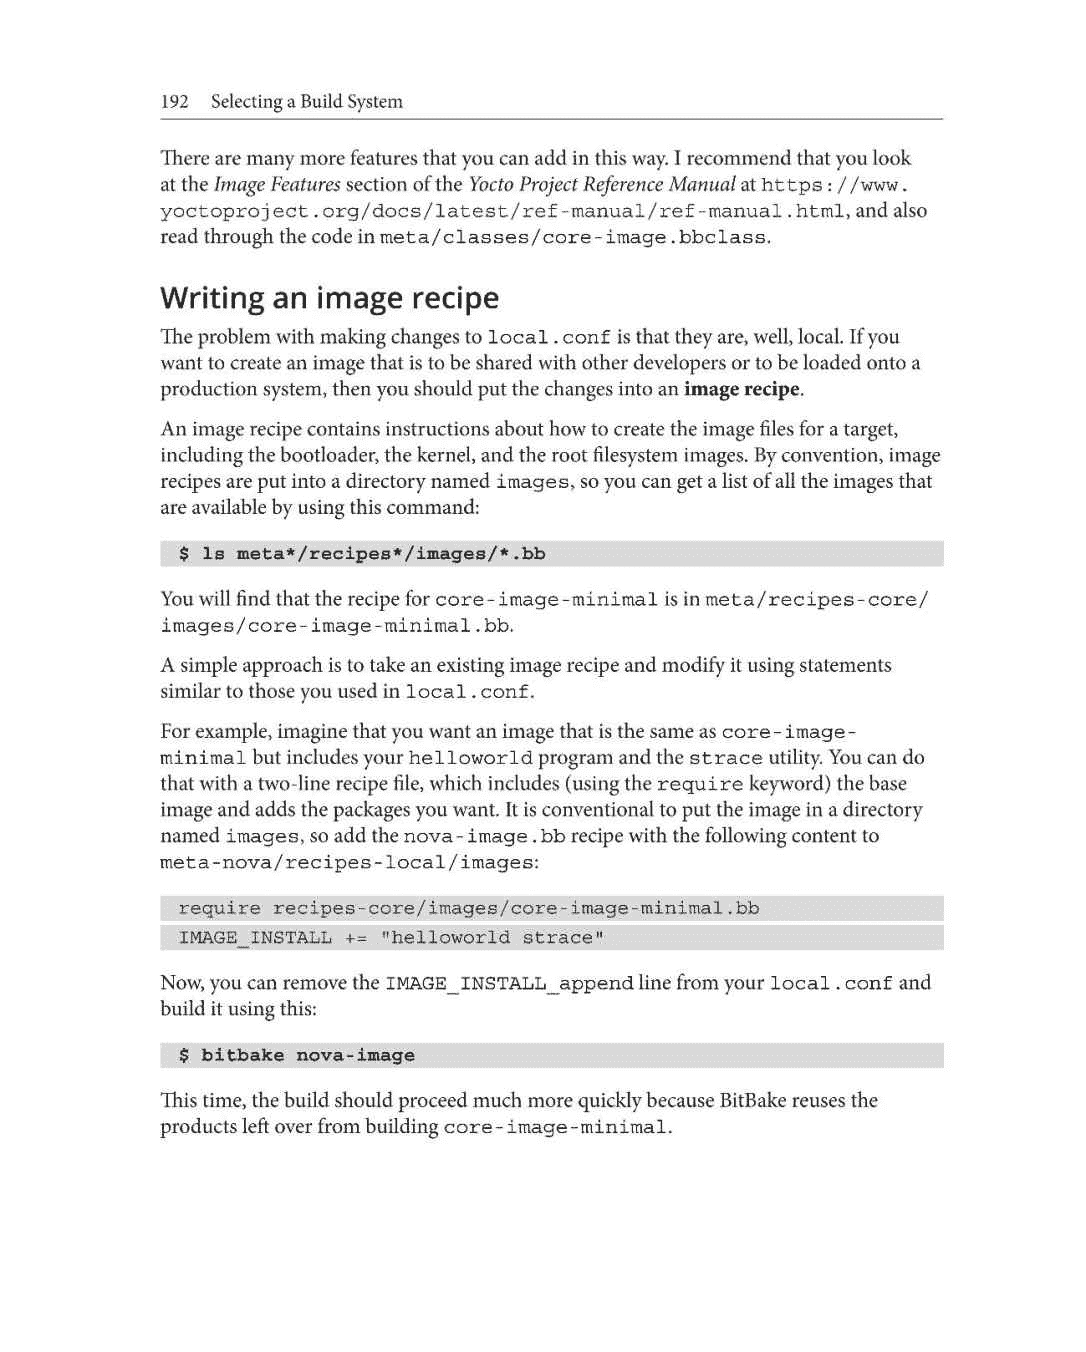 192 Selecting a Build System
There are many more features that you can add in this way. I recommend that you look
at the Image Features section of the Yocto Project Reference Manual at https://www.
yoctoproject.org/docs/latest/ref-manual/ref-manual.html, and also
read through the code in meta/classes/core-image.bbclass.
Writing an image recipe
The problem with making changes to local.conf is that they are, well, local. If you
want to create an image that is to be shared with other developers or to be loaded onto a
production system, then you should put the changes into an image recipe.
An image recipe contains instructions about how to create the image files for a target,
including the bootloader, the kernel, and the root filesystem images. By convention, image
recipes are put into a directory named images, so you can get a list of all the images that
are available by using this command:
$ ls meta*/recipes*/images/*.bb
You will find that the recipe for core-image-minimal is in meta/recipes-core/
images/core-image-minimal.bb.
A simple approach is to take an existing image recipe and modify it using statements
similar to those you used in local.conf.
For example, imagine that you want an image that is the same as core-image-
minimal but includes your helloworld program and the strace utility. You can do
that with a two-line recipe file, which includes (using the require keyword) the base
image and adds the packages you want. It is conventional to put the image in a directory
named images, so add the nova-image.bb recipe with the following content to
meta-nova/recipes-local/images:
require recipes-core/images/core-image-minimal.bb
IMAGE_INSTALL += "helloworld strace"
Now, you can remove the IMAGE_INSTALL_append line from your local.conf and
build it using this:
$ bitbake nova-image
This time, the build should proceed much more quickly because BitBake reuses the
products left over from building core-image-minimal.